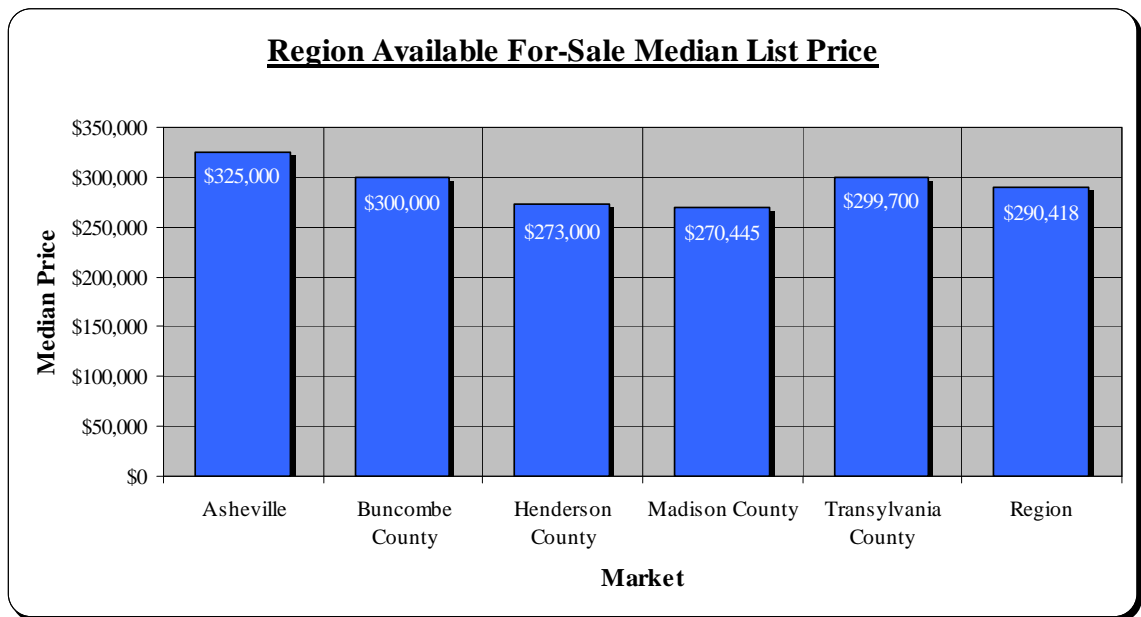 Region Available For-Sale Median List Price
$350,000
$300,000
$250,000
$200,000
$150,000
$100,000
$50,000
$0
Median Price
$325,000
$300,000
$273,000
$270,445
$299,700
$290,418
Asheville
Buncombe
County
Henderson
County
Madison County
Transylvania
County
Region
Market